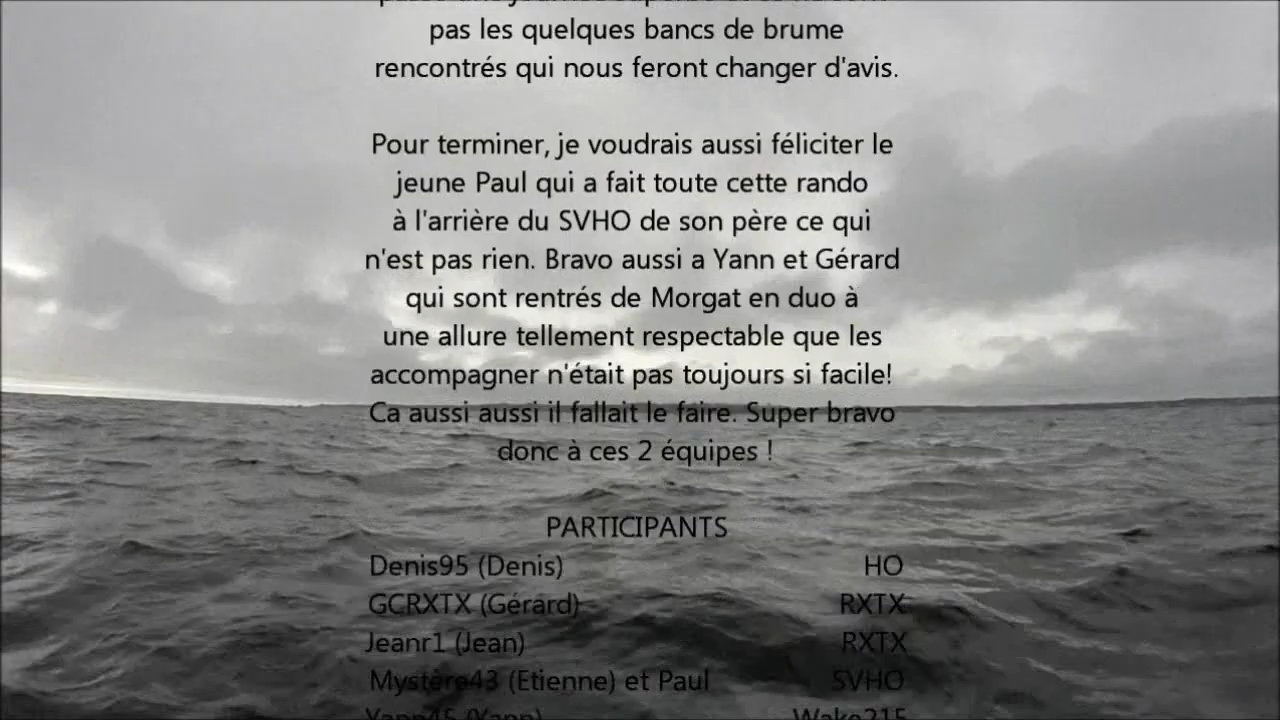 pas les quelques bancs de brume
rencontrés qui nous feront changer d'avis.
Pour terminer, je voudrais aussi féliciter le
jeune Paul qui a fait toute cette rando
à l'arrière du SVHO de son père ce qui
n'est pas rien. Bravo aussi a Yann et Gérard
qui sont rentrés de Morgat en duo à
une allure tellement respectable que les
accompagner n'était pas toujours si facile!
Ca aussi aussi il fallait le faire. Super bravo
donc à ces 2 équipes !
PARTICIPANTS
Denis95 (Denis) HO
GCRXTX (Gérard) RXTX
Jeanr1 (Jean) RXTX
Mystère43 (Etienne) et Paul SVHO
Yann45 (Yann) Wake215